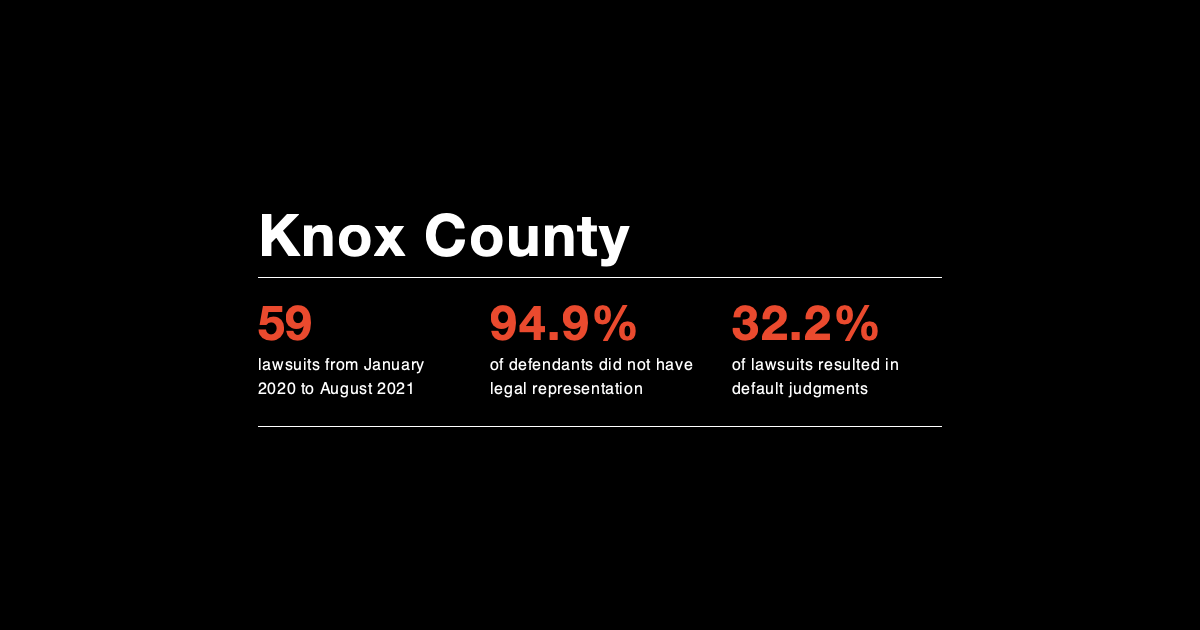 Knox County
59
lawsuits from January
2020 to August 2021
94.9%
of defendants did not have
legal representation
32.2%
of lawsuits resulted in
default judgments